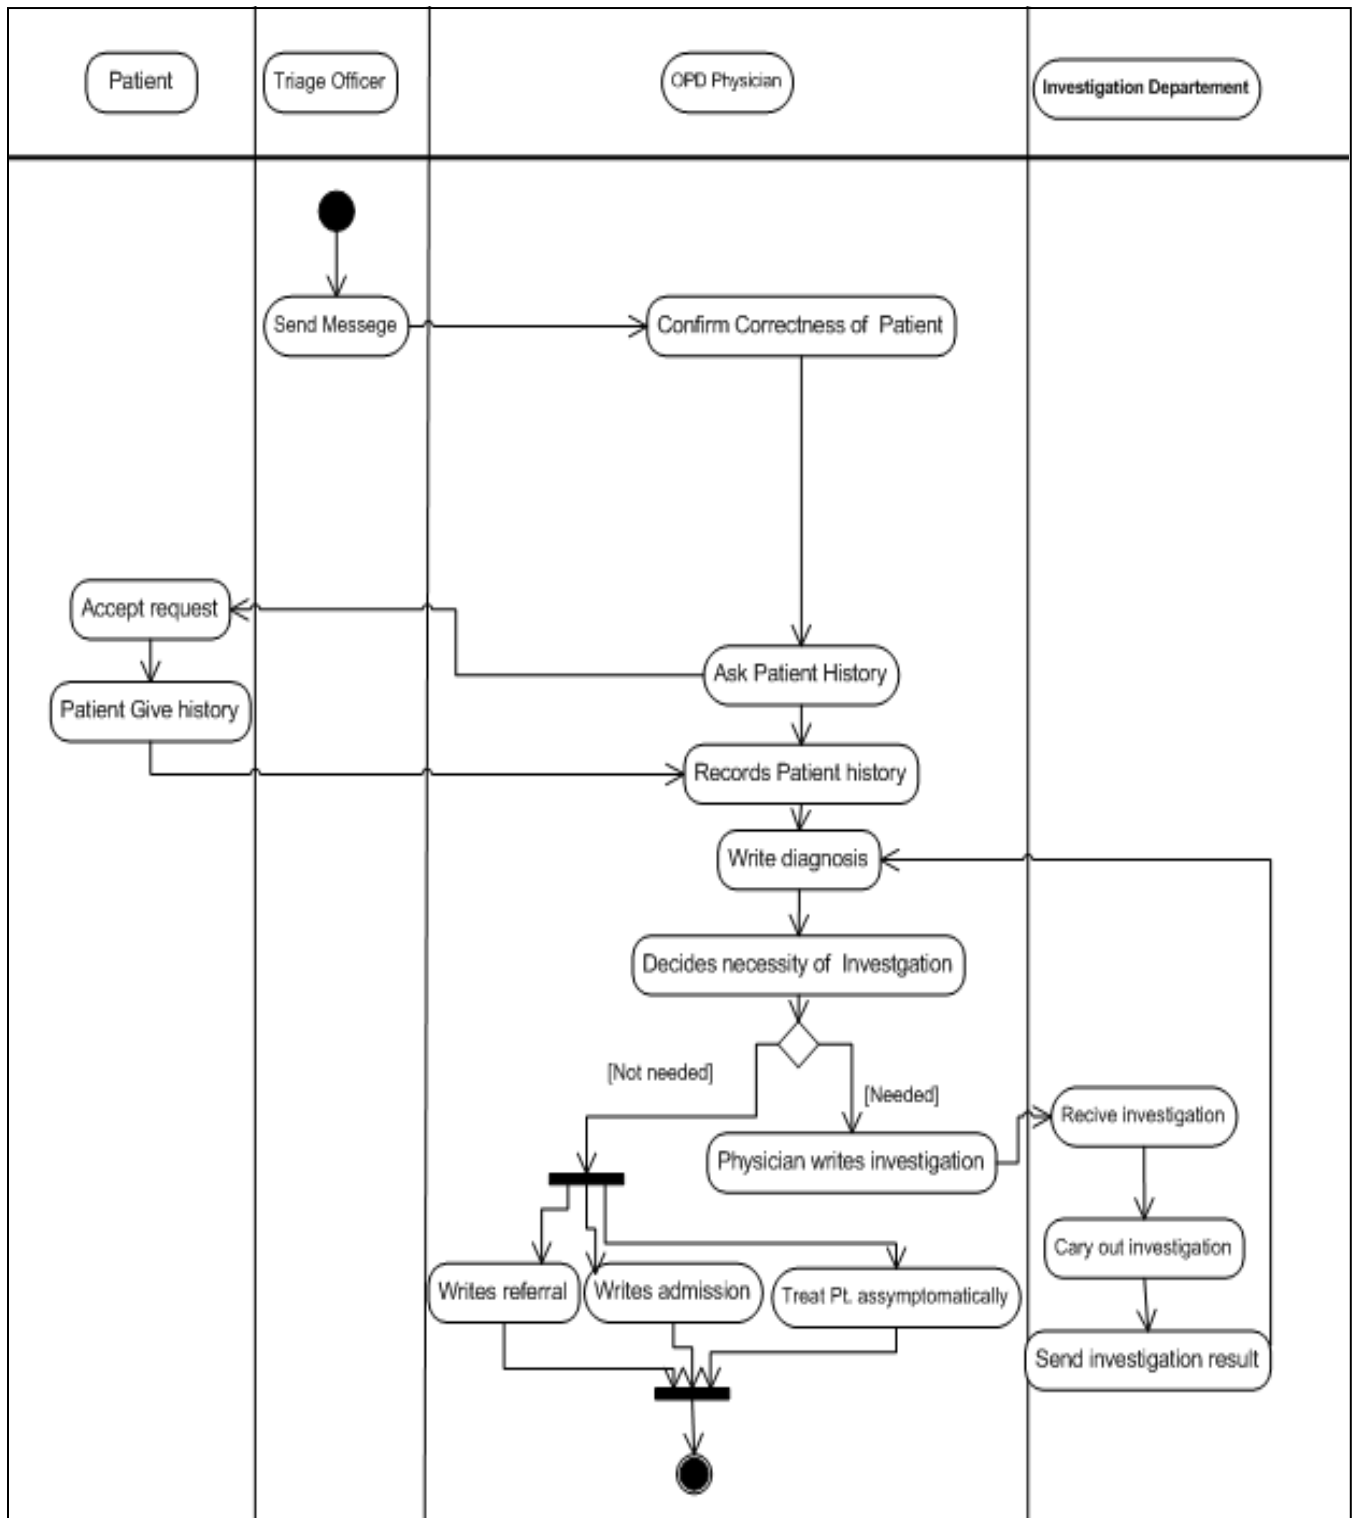 Patient
Triage Officer
OPD Physician
Investigation Departement
Send Messege
Confirm Correctness of Patient
Accept request
Ask Patient History
Patient Give history
Records Patient history
Write diagnosis
Decides necessity of Investgation
[Not needed]
[Needed]
Recive investigation
Physician writes investigation
Cary out investigation
Writes referral
Writes admission
Treat Pt. assymptomatically
Send investigation result